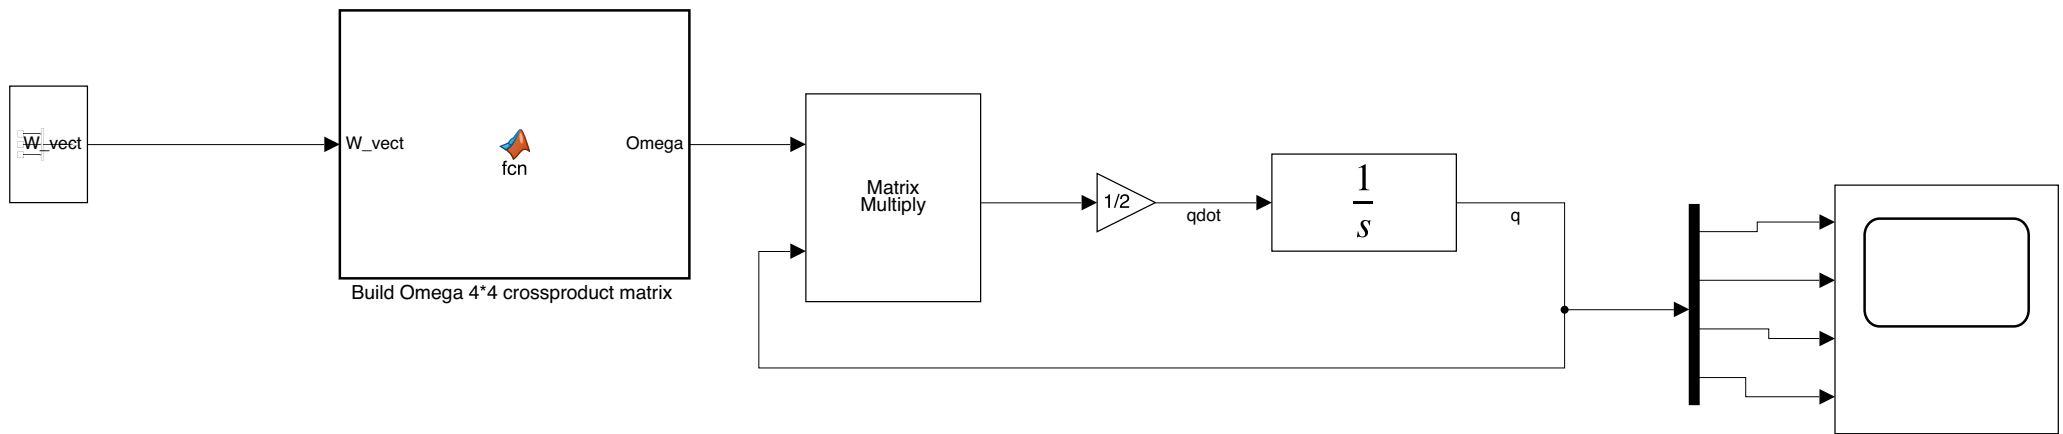 W_vect
W_vect
fcn
Omega
Build Omega 4*4 crossproduct matrix
Matrix
Multiply
1/2
qdot
1
s
q